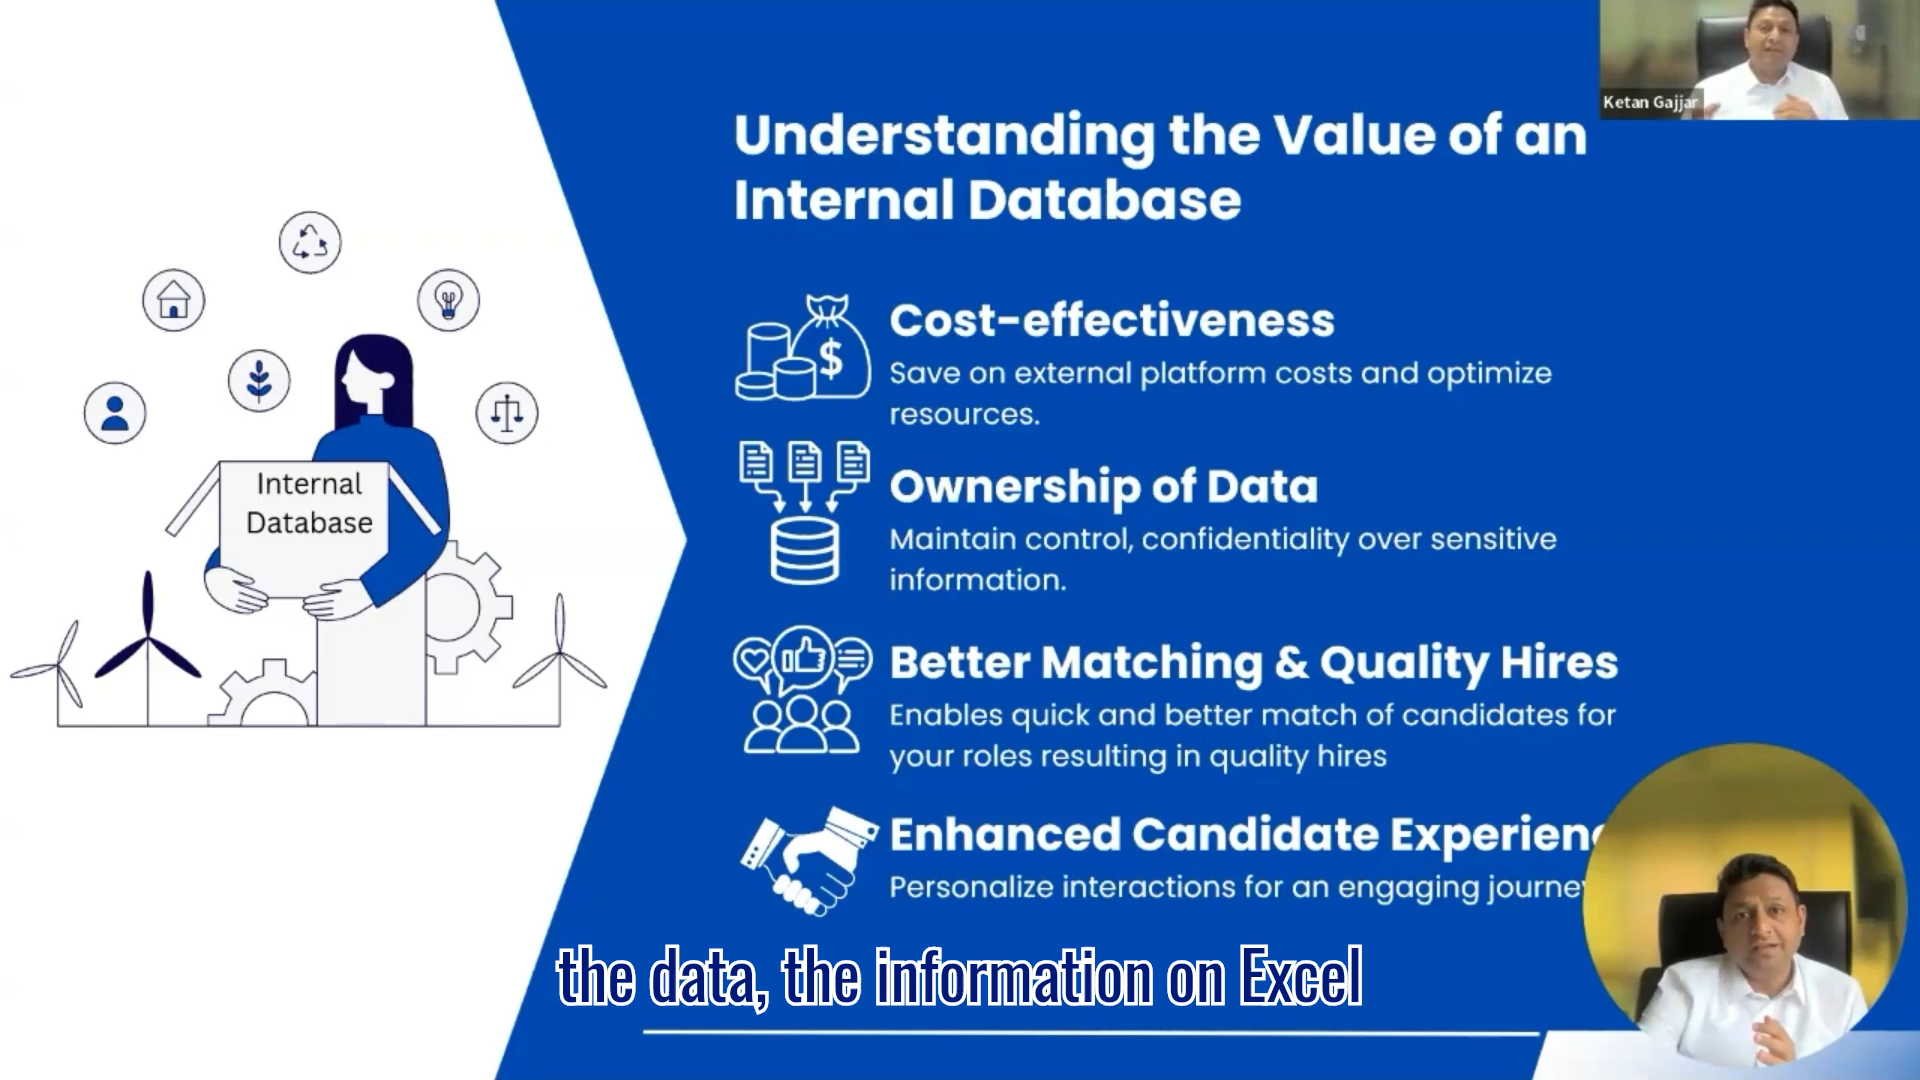 Ketan Gajjar
Understanding the Value of an
Internal Database
Internal
Database
Cost-effectiveness
Save on external platform costs and optimize
resources.
Ownership of Data
Maintain control, confidentiality over sensitive
information.
Better Matching & Quality Hires
Enables quick and better match of candidates for
your roles resulting in quality hires
Enhanced Candidate
Personalize interactions for an engaging
the data, the information on Excel